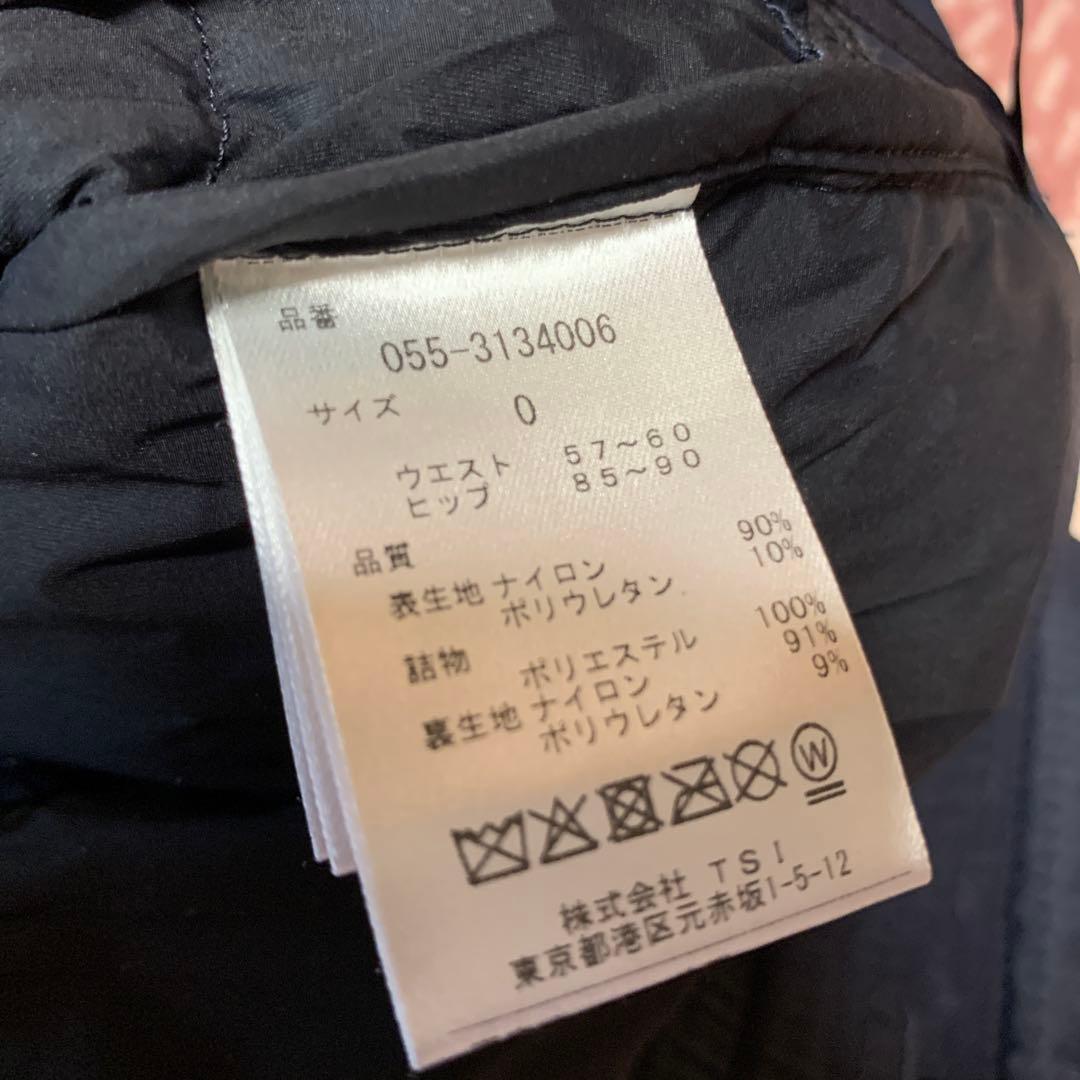 品番
055-3134006
サイズ 0
ウエスト 57～60
ヒップ 85～90
品質
表生地 ナイロン 90%
ポリウレタン 10%
詰物 ポリエステル 100%
裏生地 ナイロン 91%
ポリウレタン 9%
W
株式会社 TSI
東京都港区元赤坂1-5-12